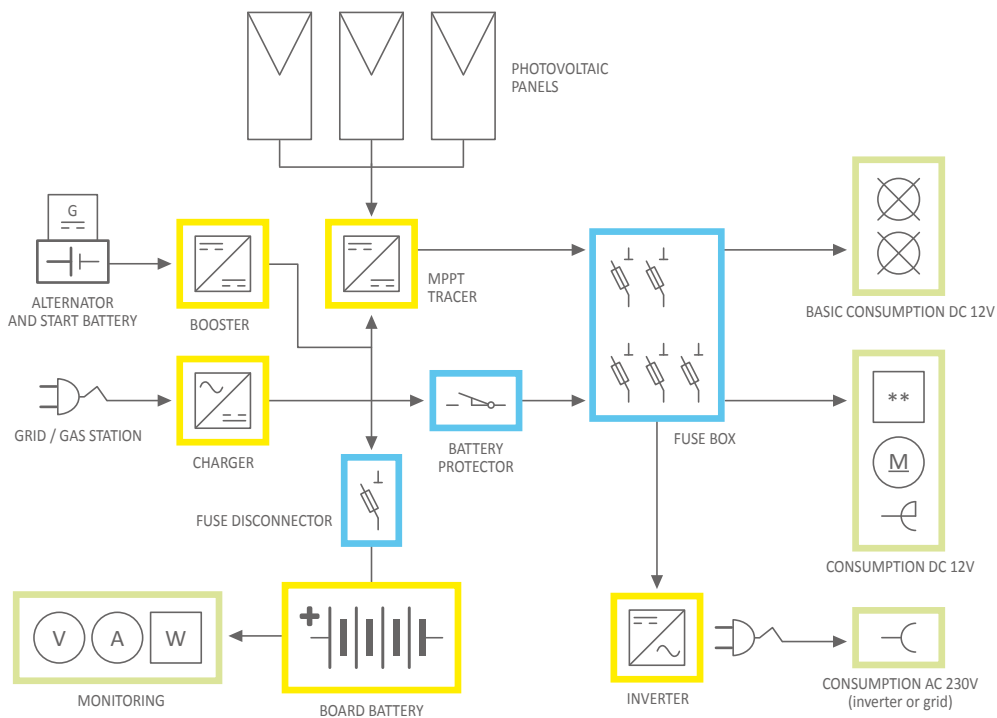 PHOTOVOLTAIC
PANELS
G
ALTERNATOR
AND START BATTERY
BOOSTER
MPPT
TRACER
BASIC CONSUMPTION DC 12V
GRID / GAS STATION
CHARGER
BATTERY
PROTECTOR
FUSE BOX
**
M
CONSUMPTION DC 12V
FUSE DISCONNECTOR
+
V A W
MONITORING
BOARD BATTERY
INVERTER
CONSUMPTION AC 230V
(inverter or grid)